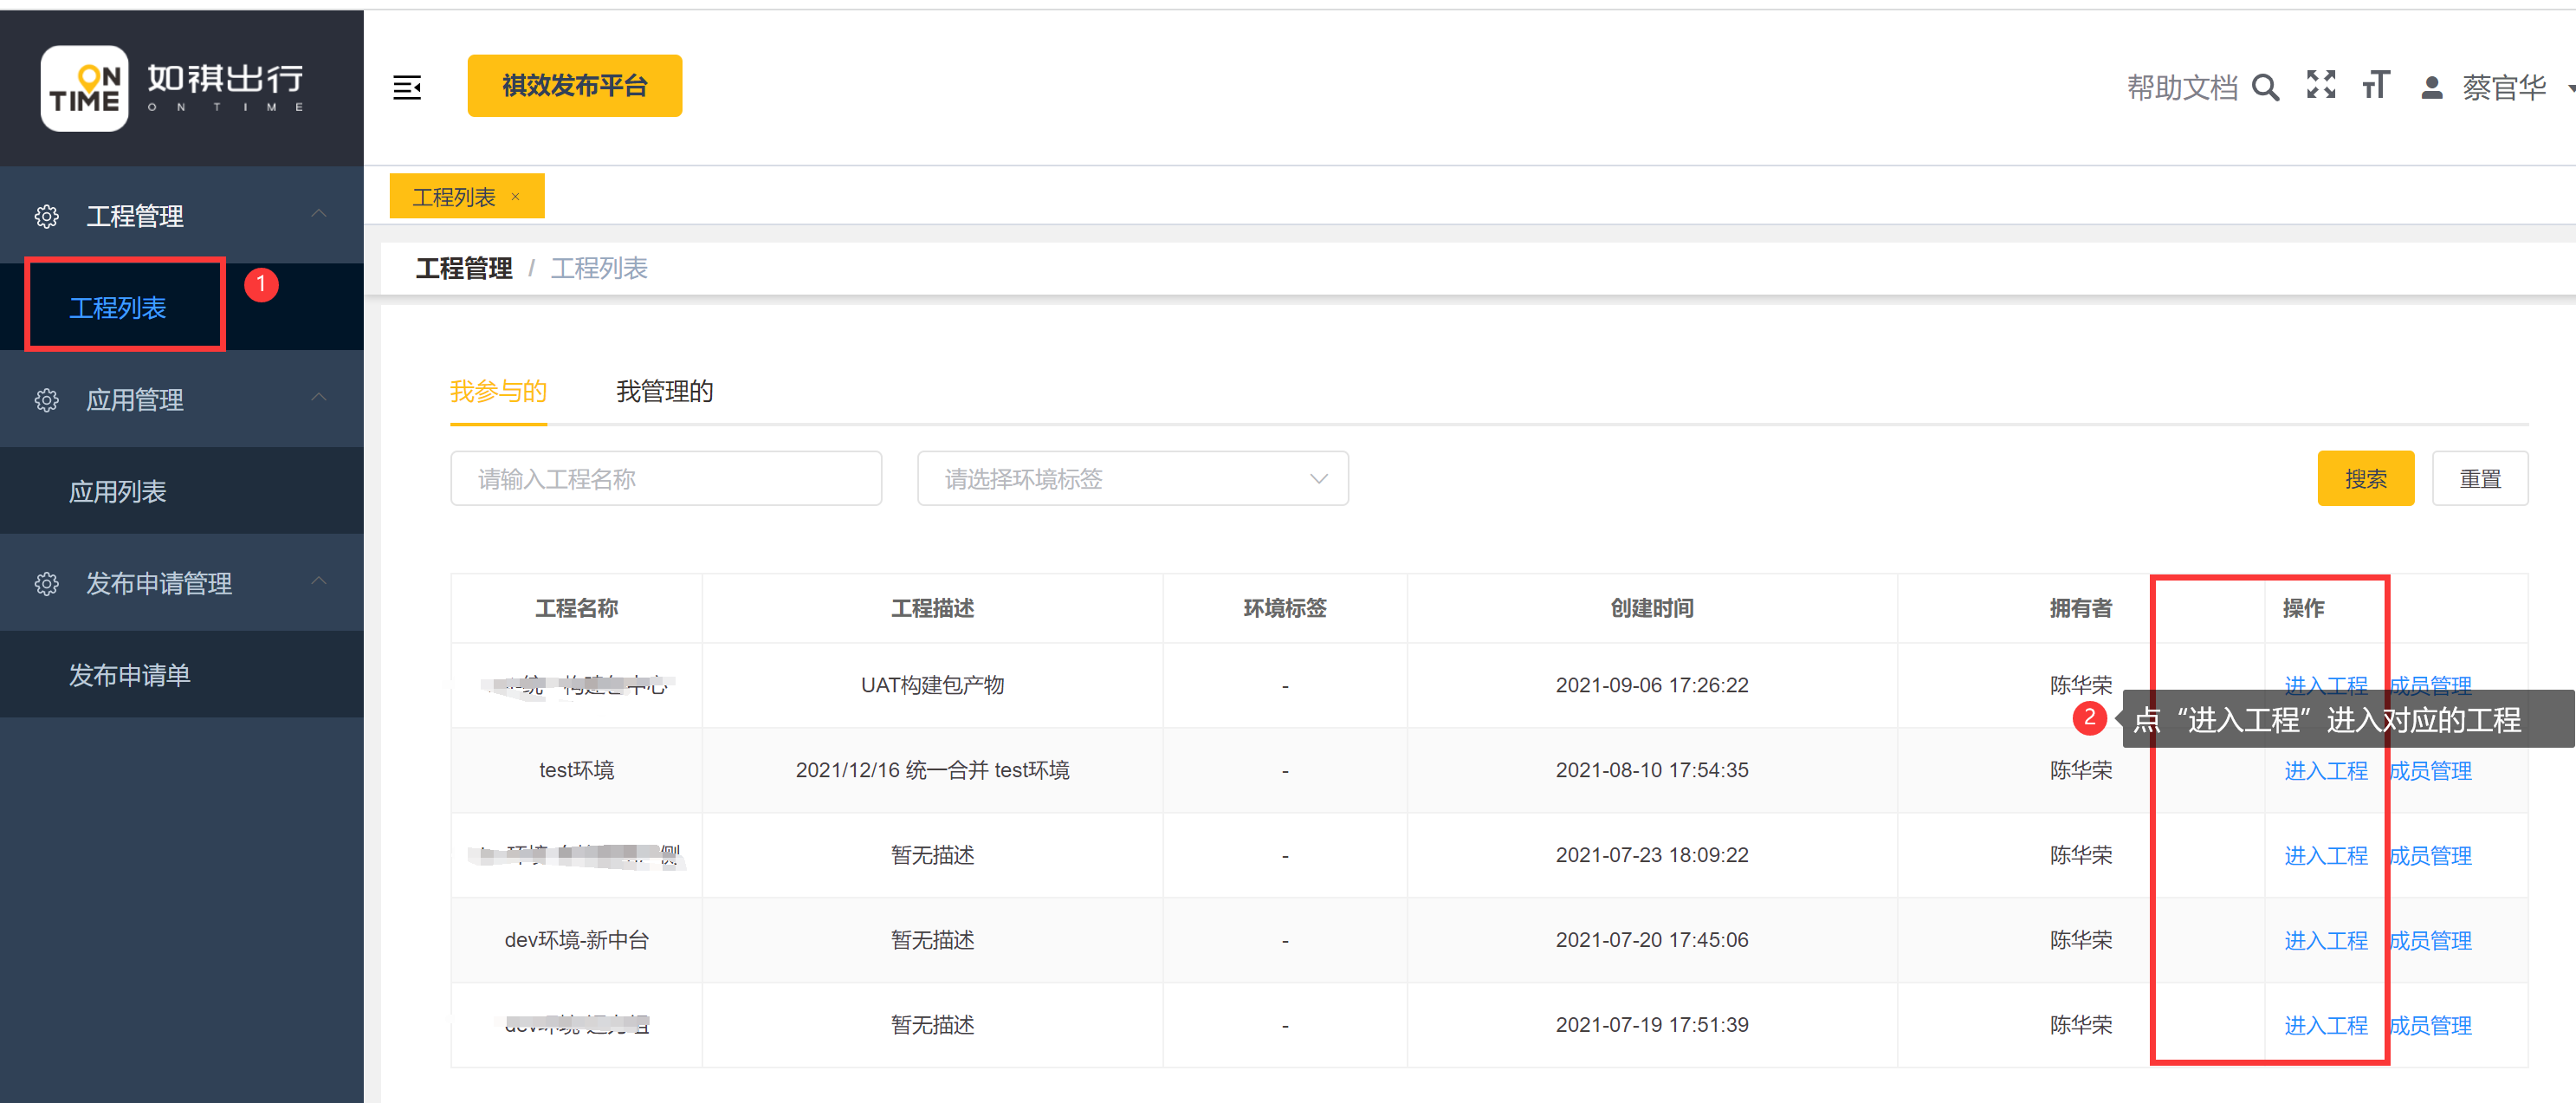 ON TIME 如祺出行
ON TIME
祺效发布平台
帮助文档 蔡官华
工程管理
工程列表
1
应用管理
应用列表
发布申请管理
发布申请单
工程列表 ×
工程管理 / 工程列表
我参与的 我管理的
请输入工程名称 请选择环境标签 搜索 重置
工程名称 工程描述 环境标签 创建时间 拥有者 操作
UAT构建包产物 - 2021-09-06 17:26:22 陈华荣 进入工程 成员管理
2 点“进入工程”进入对应的工程
test环境 2021/12/16 统一合并 test环境 - 2021-08-10 17:54:35 陈华荣 进入工程 成员管理
暂无描述 - 2021-07-23 18:09:22 陈华荣 进入工程 成员管理
dev环境-新中台 暂无描述 - 2021-07-20 17:45:06 陈华荣 进入工程 成员管理
暂无描述 - 2021-07-19 17:51:39 陈华荣 进入工程 成员管理